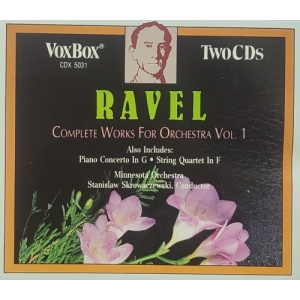 VoxBox®
CDX 5031
Two CDs
RAVEL
Complete Works For Orchestra Vol. 1
Also Includes:
Piano Concerto In G • String Quartet In F
Minnesota Orchestra
Stanislaw Skrowaczewski, Conductor